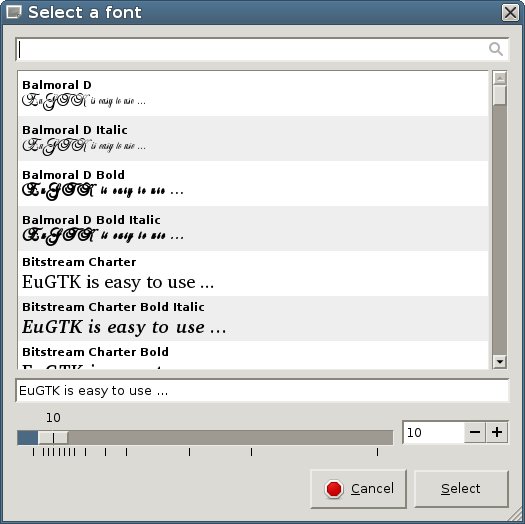 Select a font
Balmoral D
EuGTK is easy to use ...
Balmoral D Italic
EuGTK is easy to use ...
Balmoral D Bold
EuGTK is easy to use ...
Balmoral D Bold Italic
EuGTK is easy to use ...
Bitstream Charter
EuGTK is easy to use ...
Bitstream Charter Bold Italic
EuGTK is easy to use ...
Bitstream Charter Bold
EuGTK is easy to use ...
10
10
Cancel
Select